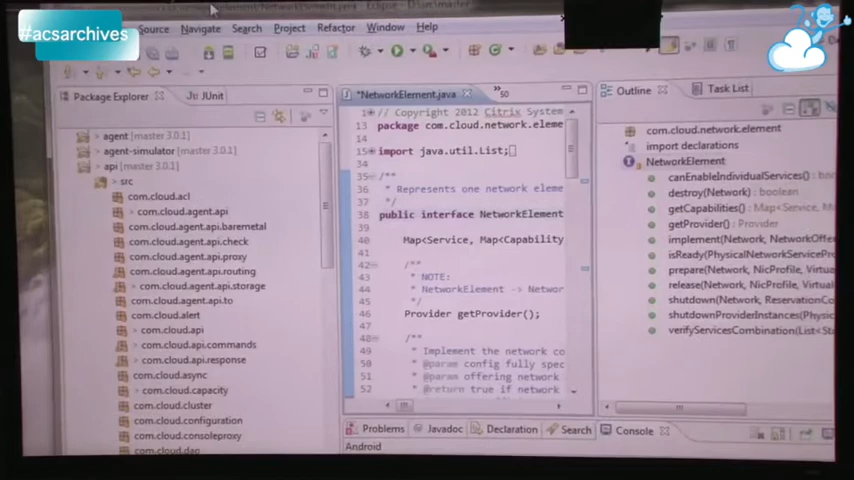 #acsarchives
Source Navigate Search Project Refactor Window Help
Package Explorer
JUnit
agent [master 3.0.1]
agent-simulator [master 3.0.1]
api [master 3.0.1]
src
com.cloud.acl
com.cloud.agent.api
com.cloud.agent.api.baremetal
com.cloud.agent.api.check
com.cloud.agent.api.proxy
com.cloud.agent.api.routing
com.cloud.agent.api.storage
com.cloud.agent.api.to
com.cloud.alert
com.cloud.api
com.cloud.api.commands
com.cloud.api.response
com.cloud.async
com.cloud.capacity
com.cloud.cluster
com.cloud.configuration
com.cloud.consoleproxy
com.cloud.dao
*NetworkElement.java
»50
1 // Copyright 2012 Citrix System
13 package com.cloud.network.eleme
14
15 import java.util.List;
34
35 /**
36 * Represents one network eleme
37 */
38 public interface NetworkElement
39
40 Map<Service, Map<Capability
41
42 /**
43 * NOTE:
44 * NetworkElement -> Networ
45 */
46 Provider getProvider();
47
48 /**
49 * Implement the network co
50 * @param config fully spec
51 * @param offering network
52 * @return true if network
Outline
Task List
com.cloud.network.element
import declarations
NetworkElement
canEnableIndividualServices() : boolean
destroy(Network) : boolean
getCapabilities() : Map<Service,
getProvider() : Provider
implement(Network, NetworkOffer
isReady(PhysicalNetworkServicePro
prepare(Network, NicProfile, Virtual
release(Network, NicProfile, Virtual
shutdown(Network, ReservationCo
shutdownProviderInstances(Physic
verifyServicesCombination(List<St
Problems
Javadoc
Declaration
Search
Console
Android